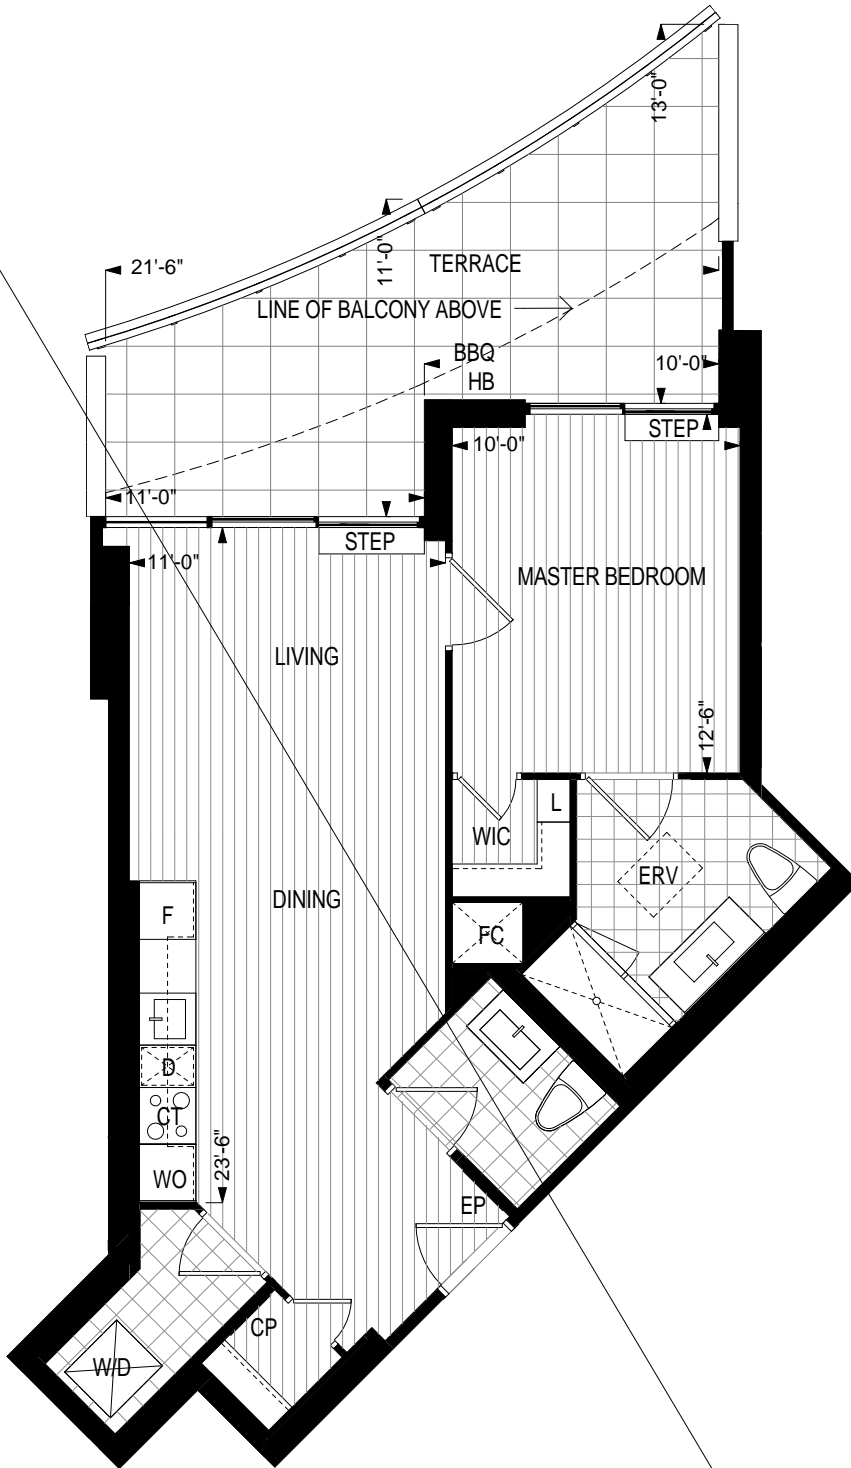 13'-0"
11'-0"
21'-6"
TERRACE
LINE OF BALCONY ABOVE
BBQ
HB
10'-0"
STEP
10'-0"
11'-0"
STEP
11'-0"
MASTER BEDROOM
LIVING
12'-6"
L
WIC
ERV
DINING
F
FC
D
CT
WO
23'-6"
EP
CP
W/D